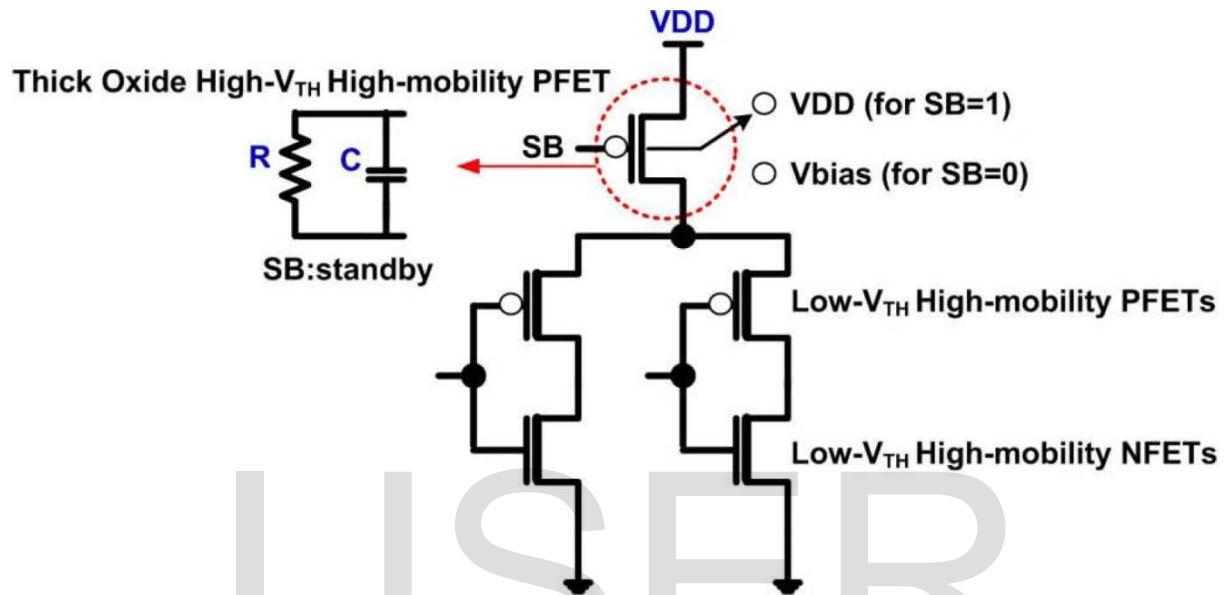 VDD
Thick Oxide High-VTH High-mobility PFET
VDD (for SB=1)
SB
R
C
Vbias (for SB=0)
SB:standby
Low-VTH High-mobility PFETs
Low-VTH High-mobility NFETs